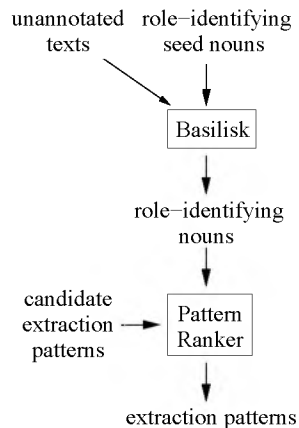 unannotated
texts
role−identifying
seed nouns
Basilisk
role−identifying
nouns
candidate
extraction
patterns
Pattern
Ranker
extraction patterns